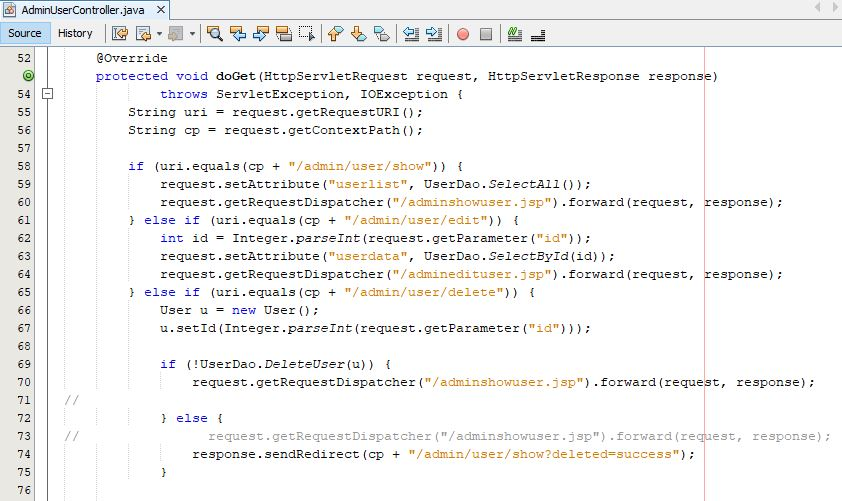 AdminUserController.java
Source History
52 @Override
protected void doGet(HttpServletRequest request, HttpServletResponse response)
54 throws ServletException, IOException {
55 String uri = request.getRequestURI();
56 String cp = request.getContextPath();
57
58 if (uri.equals(cp + "/admin/user/show")) {
59 request.setAttribute("userlist", UserDao.SelectAll());
60 request.getRequestDispatcher("/adminshowuser.jsp").forward(request, response);
61 } else if (uri.equals(cp + "/admin/user/edit")) {
62 int id = Integer.parseInt(request.getParameter("id"));
63 request.setAttribute("userdata", UserDao.SelectById(id));
64 request.getRequestDispatcher("/adminedituser.jsp").forward(request, response);
65 } else if (uri.equals(cp + "/admin/user/delete")) {
66 User u = new User();
67 u.setId(Integer.parseInt(request.getParameter("id")));
68
69 if (!UserDao.DeleteUser(u)) {
70 request.getRequestDispatcher("/adminshowuser.jsp").forward(request, response);
71 //
72 } else {
73 // request.getRequestDispatcher("/adminshowuser.jsp").forward(request, response);
74 response.sendRedirect(cp + "/admin/user/show?deleted=success");
75 }
76